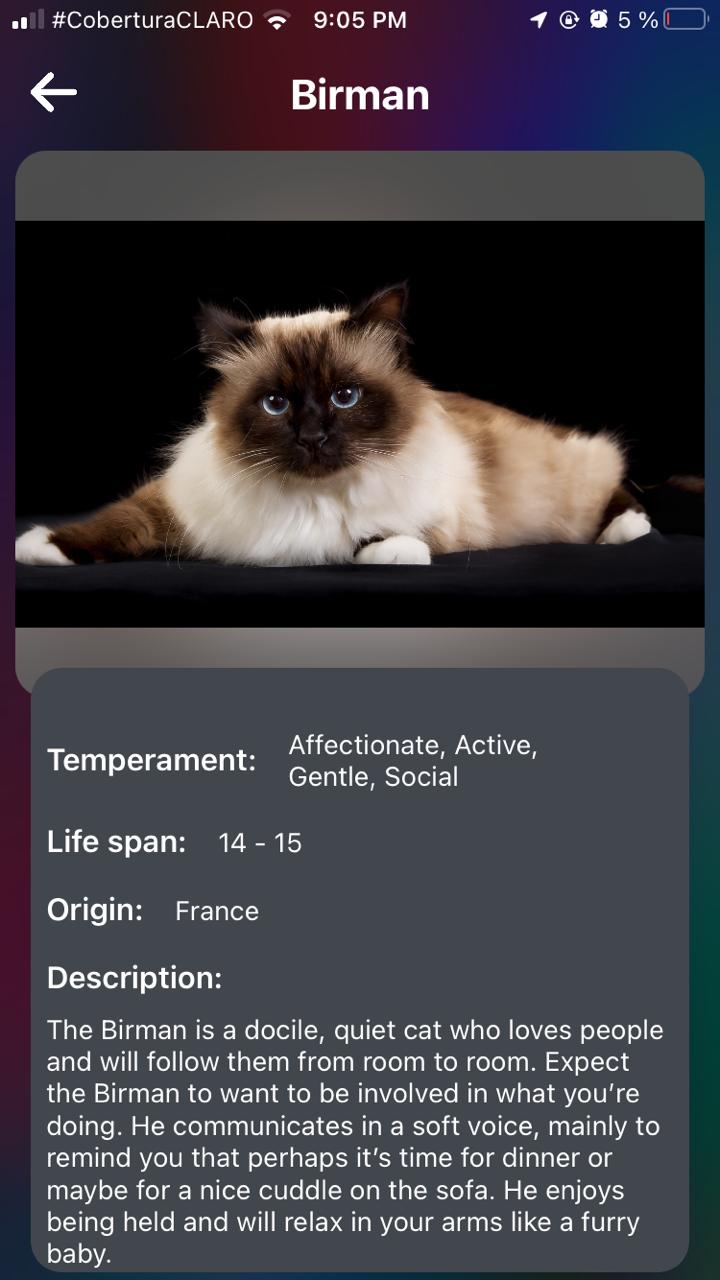 #CoberturaCLARO 9:05 PM 5 %
Birman
Temperament: Affectionate, Active,
Gentle, Social
Life span: 14 - 15
Origin: France
Description:
The Birman is a docile, quiet cat who loves people
and will follow them from room to room. Expect
the Birman to want to be involved in what you’re
doing. He communicates in a soft voice, mainly to
remind you that perhaps it’s time for dinner or
maybe for a nice cuddle on the sofa. He enjoys
being held and will relax in your arms like a furry
baby.